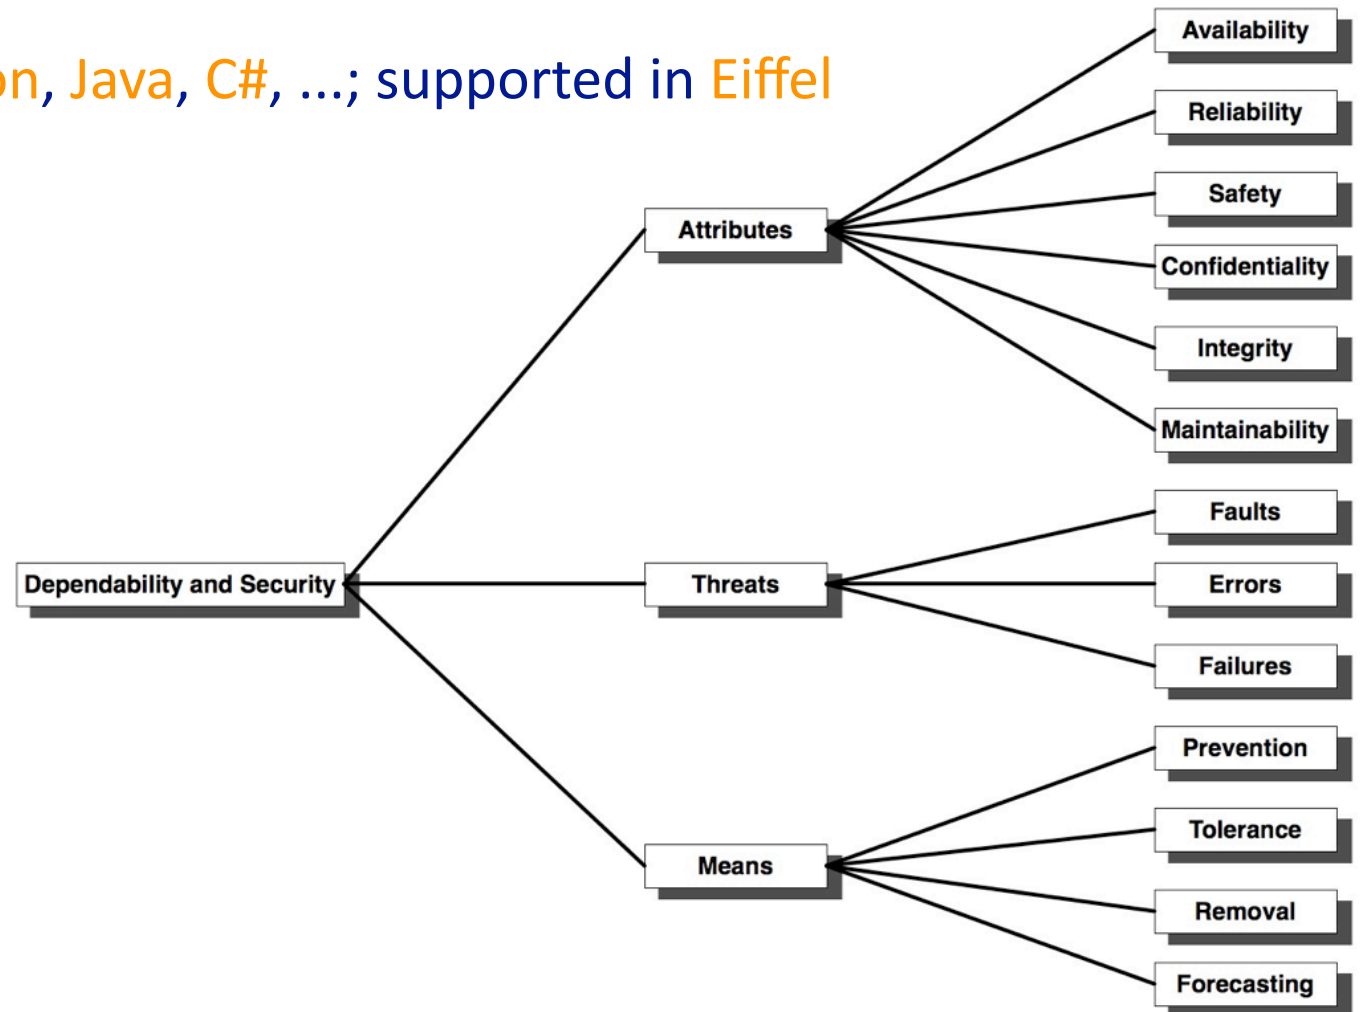 on, Java, C#, ...; supported in Eiffel
Availability
Reliability
Safety
Attributes
Confidentiality
Integrity
Maintainability
Faults
Dependability and Security
Threats
Errors
Failures
Prevention
Tolerance
Means
Removal
Forecasting